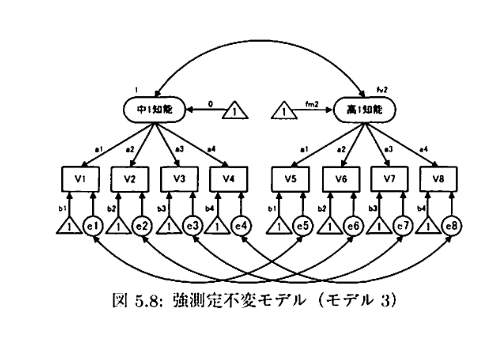 1 fv2
中1知能 0 1 1 fm2 高1知能
a1 a2 a3 a4 a1 a2 a3 a4
V1 V2 V3 V4 V5 V6 V7 V8
b1 b2 b3 b4 b1 b2 b3 b4
1 e1 1 e2 1 e3 1 e4 1 e5 1 e6 1 e7 1 e8
図 5.8: 強測定不変モデル（モデル 3）